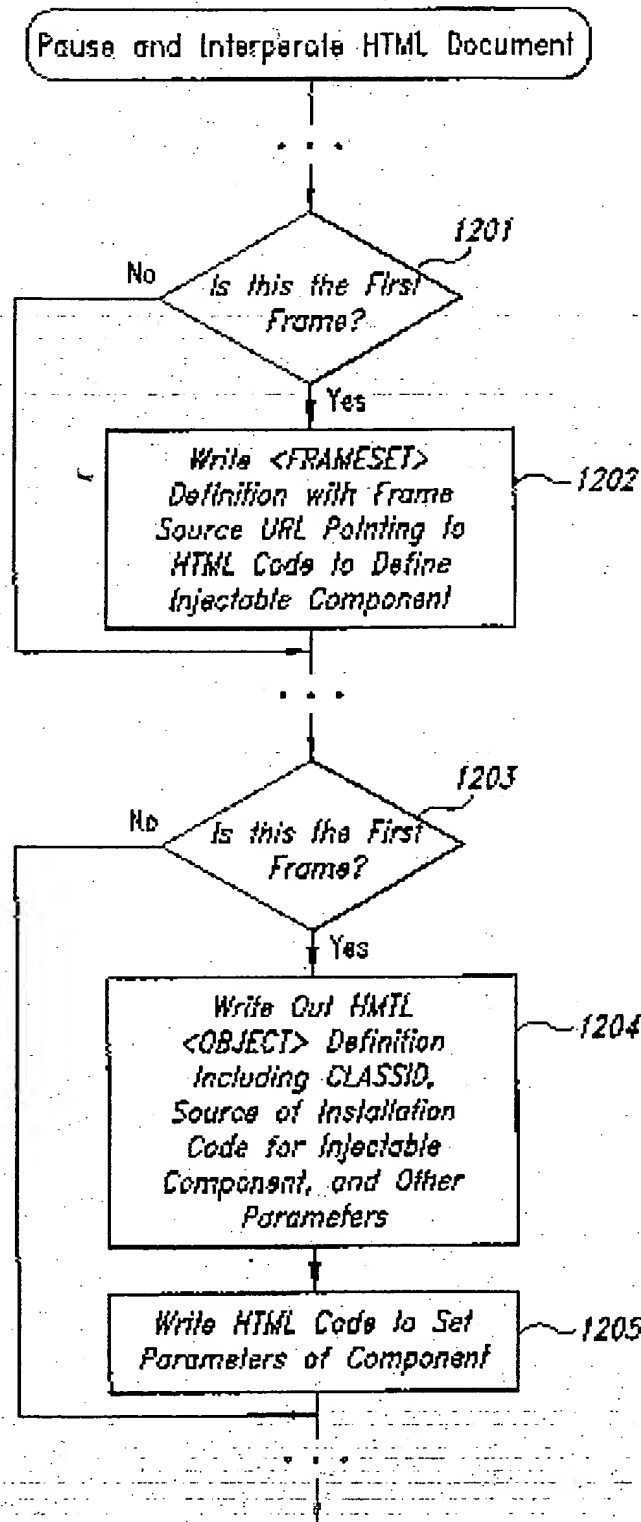 Pause and Interperate HTML Document
1201
No
Is this the First
Frame?
Yes
Write <FRAMESET>
Definition with Frame
Source URL Pointing to
HTML Code to Define
Injectable Component
1202
1203
No
Is this the First
Frame?
Yes
Write Out HMTL
<OBJECT> Definition
Including CLASSID,
Source of Installation
Code for Injectable
Component, and Other
Parameters
1204
Write HTML Code to Set
Parameters of Component
1205